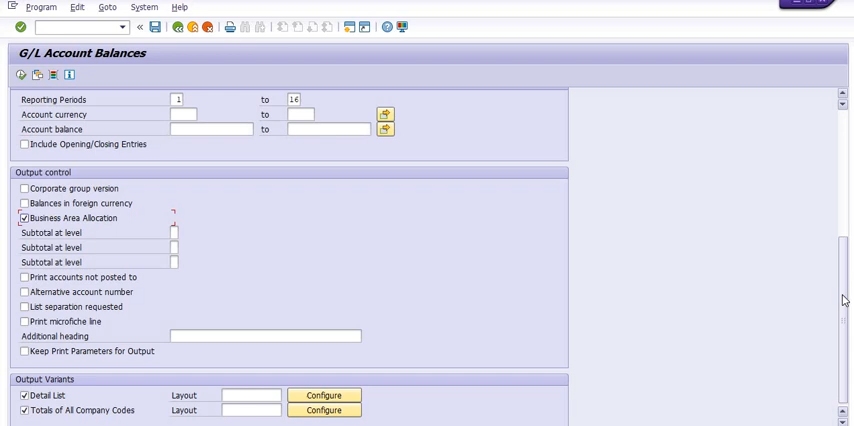 Program Edit Goto System Help
G/L Account Balances
Reporting Periods 1 to 16
Account currency to
Account balance to
Include Opening/Closing Entries
Output control
Corporate group version
Balances in foreign currency
Business Area Allocation
Subtotal at level
Subtotal at level
Subtotal at level
Print accounts not posted to
Alternative account number
List separation requested
Print microfiche line
Additional heading
Keep Print Parameters for Output
Output Variants
Detail List Layout Configure
Totals of All Company Codes Layout Configure